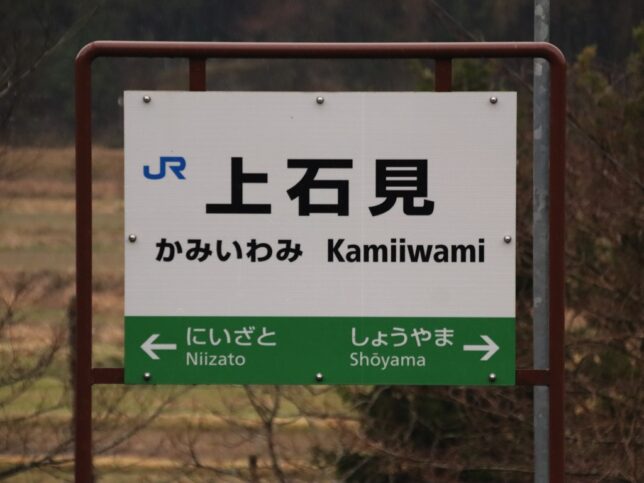 JR 上石見
かみいわみ Kamiiwami
← にいざと しょうやま →
Niizato Shōyama